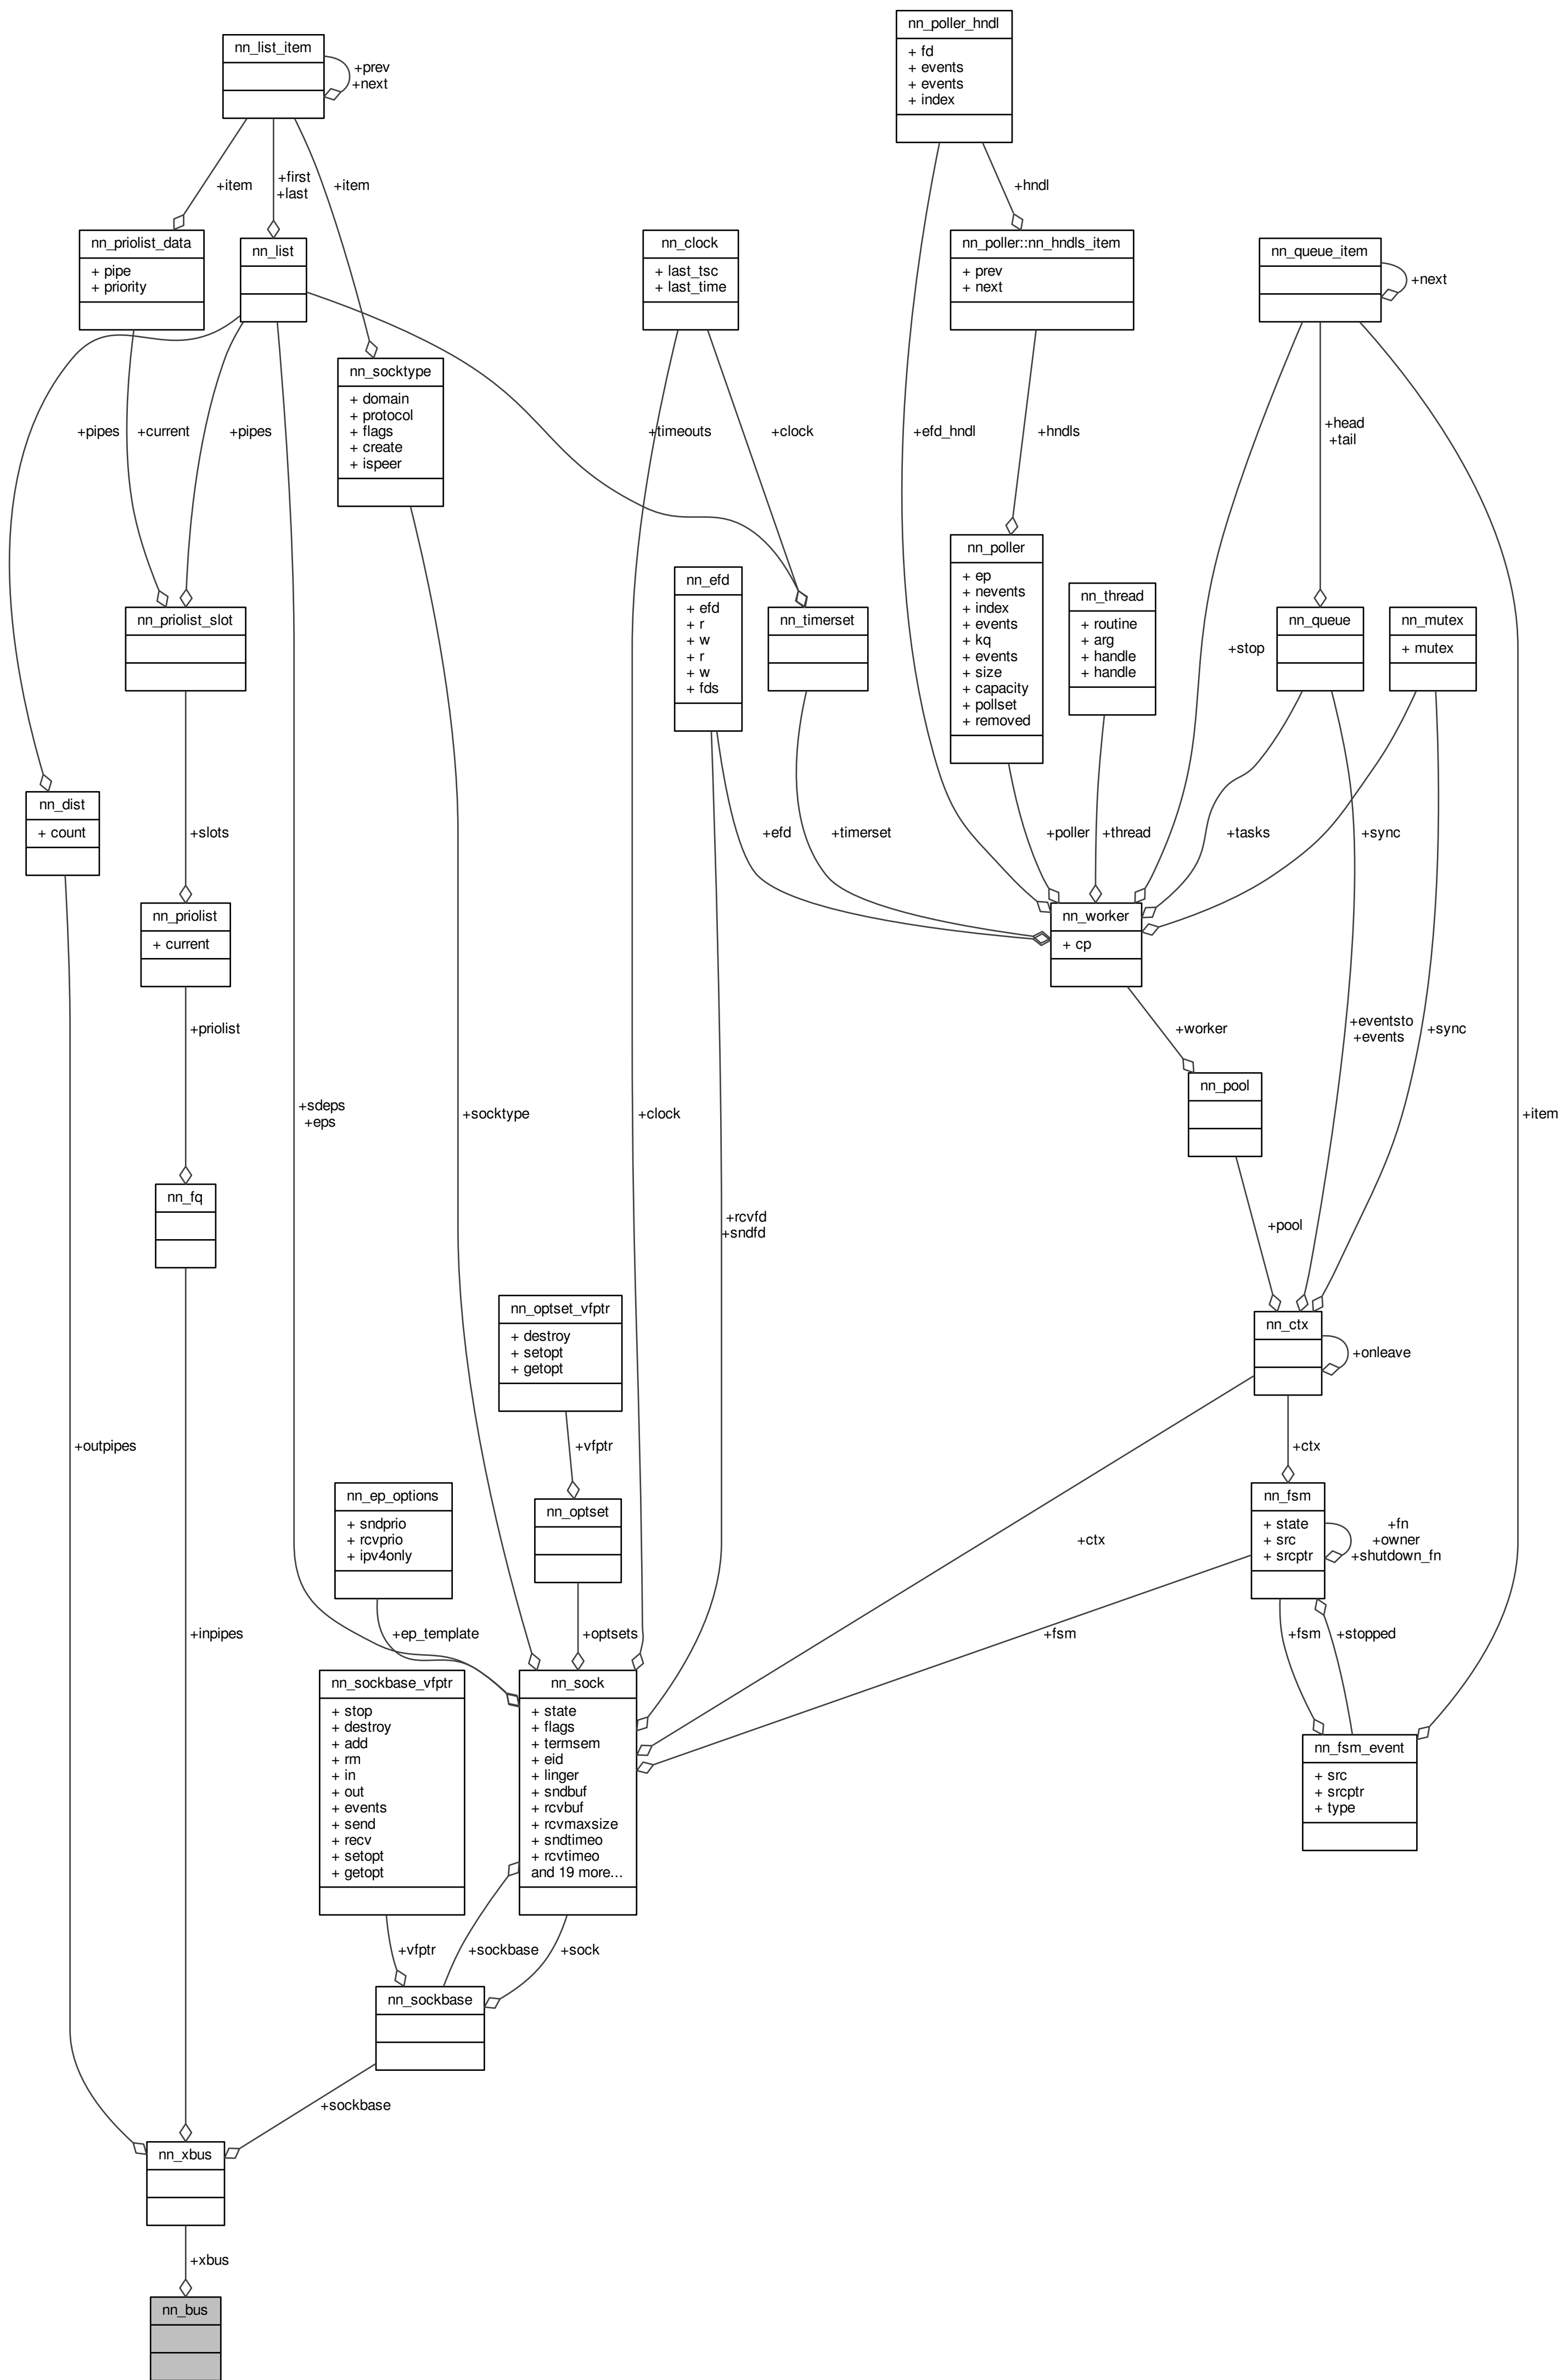 nn_poller_hndl
+ fd
+ events
+ events
+ index
nn_list_item
+prev
+next
+item
+first
+last
+item
+hndl
nn_priolist_data
+ pipe
+ priority
nn_list
nn_clock
+ last_tsc
+ last_time
nn_poller::nn_hndls_item
+ prev
+ next
nn_queue_item
+next
nn_socktype
+ domain
+ protocol
+ flags
+ create
+ ispeer
+pipes
+current
+pipes
+timeouts
+clock
+efd_hndl
+hndls
+head
+tail
nn_priolist_slot
nn_efd
+ efd
+ r
+ w
+ r
+ w
+ fds
nn_timerset
nn_poller
+ ep
+ nevents
+ index
+ events
+ kq
+ events
+ size
+ capacity
+ pollset
+ removed
nn_thread
+ routine
+ arg
+ handle
+ handle
+stop
nn_queue
nn_mutex
+ mutex
nn_dist
+ count
+slots
+efd
+timerset
+poller
+thread
+tasks
+sync
nn_priolist
+ current
nn_worker
+ cp
+priolist
+worker
+eventsto
+events
+sync
nn_pool
+sdeps
+eps
+socktype
+clock
+item
nn_fq
+rcvfd
+sndfd
+pool
nn_optset_vfptr
+ destroy
+ setopt
+ getopt
nn_ctx
+onleave
+outpipes
+vfptr
+ctx
nn_ep_options
+ sndprio
+ rcvprio
+ ipv4only
nn_optset
+ctx
nn_fsm
+ state
+ src
+ srcptr
+fn
+owner
+shutdown_fn
+inpipes
+ep_template
+optsets
+fsm
+fsm
+stopped
nn_sockbase_vfptr
+ stop
+ destroy
+ add
+ rm
+ in
+ out
+ events
+ send
+ recv
+ setopt
+ getopt
nn_sock
+ state
+ flags
+ termsem
+ eid
+ linger
+ sndbuf
+ rcvbuf
+ rcvmaxsize
+ sndtimeo
+ rcvtimeo
and 19 more...
nn_fsm_event
+ src
+ srcptr
+ type
+vfptr
+sockbase
+sock
nn_sockbase
+sockbase
nn_xbus
+xbus
nn_bus